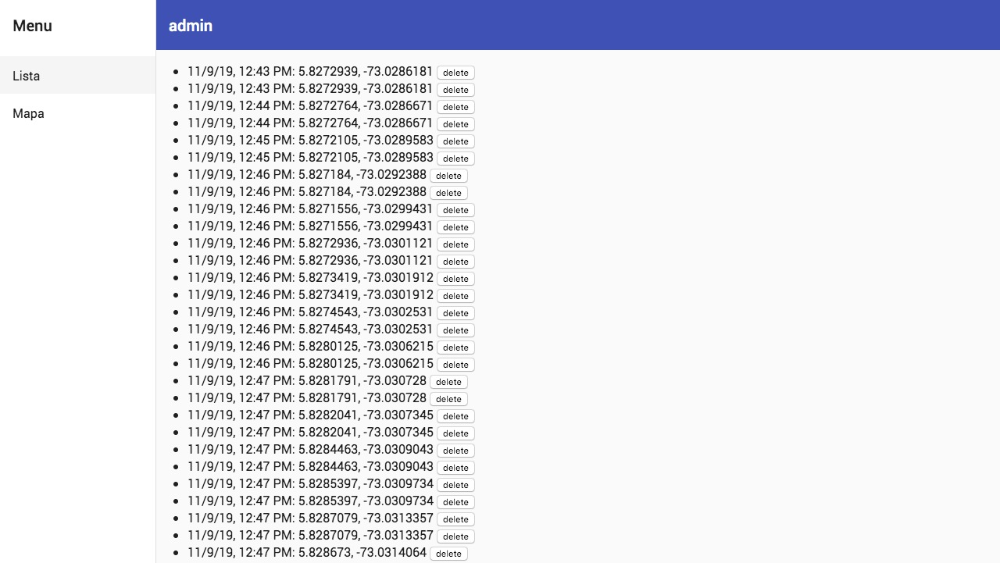 Menu
admin
Lista
Mapa
11/9/19, 12:43 PM: 5.8272939, -73.0286181 delete
11/9/19, 12:43 PM: 5.8272939, -73.0286181 delete
11/9/19, 12:44 PM: 5.8272764, -73.0286671 delete
11/9/19, 12:44 PM: 5.8272764, -73.0286671 delete
11/9/19, 12:45 PM: 5.8272105, -73.0289583 delete
11/9/19, 12:45 PM: 5.8272105, -73.0289583 delete
11/9/19, 12:46 PM: 5.827184, -73.0292388 delete
11/9/19, 12:46 PM: 5.827184, -73.0292388 delete
11/9/19, 12:46 PM: 5.8271556, -73.0299431 delete
11/9/19, 12:46 PM: 5.8271556, -73.0299431 delete
11/9/19, 12:46 PM: 5.8272936, -73.0301121 delete
11/9/19, 12:46 PM: 5.8272936, -73.0301121 delete
11/9/19, 12:46 PM: 5.8273419, -73.0301912 delete
11/9/19, 12:46 PM: 5.8273419, -73.0301912 delete
11/9/19, 12:46 PM: 5.8274543, -73.0302531 delete
11/9/19, 12:46 PM: 5.8274543, -73.0302531 delete
11/9/19, 12:46 PM: 5.8280125, -73.0306215 delete
11/9/19, 12:46 PM: 5.8280125, -73.0306215 delete
11/9/19, 12:47 PM: 5.8281791, -73.030728 delete
11/9/19, 12:47 PM: 5.8281791, -73.030728 delete
11/9/19, 12:47 PM: 5.8282041, -73.0307345 delete
11/9/19, 12:47 PM: 5.8282041, -73.0307345 delete
11/9/19, 12:47 PM: 5.8284463, -73.0309043 delete
11/9/19, 12:47 PM: 5.8284463, -73.0309043 delete
11/9/19, 12:47 PM: 5.8285397, -73.0309734 delete
11/9/19, 12:47 PM: 5.8285397, -73.0309734 delete
11/9/19, 12:47 PM: 5.8287079, -73.0313357 delete
11/9/19, 12:47 PM: 5.8287079, -73.0313357 delete
11/9/19, 12:47 PM: 5.828673, -73.0314064 delete